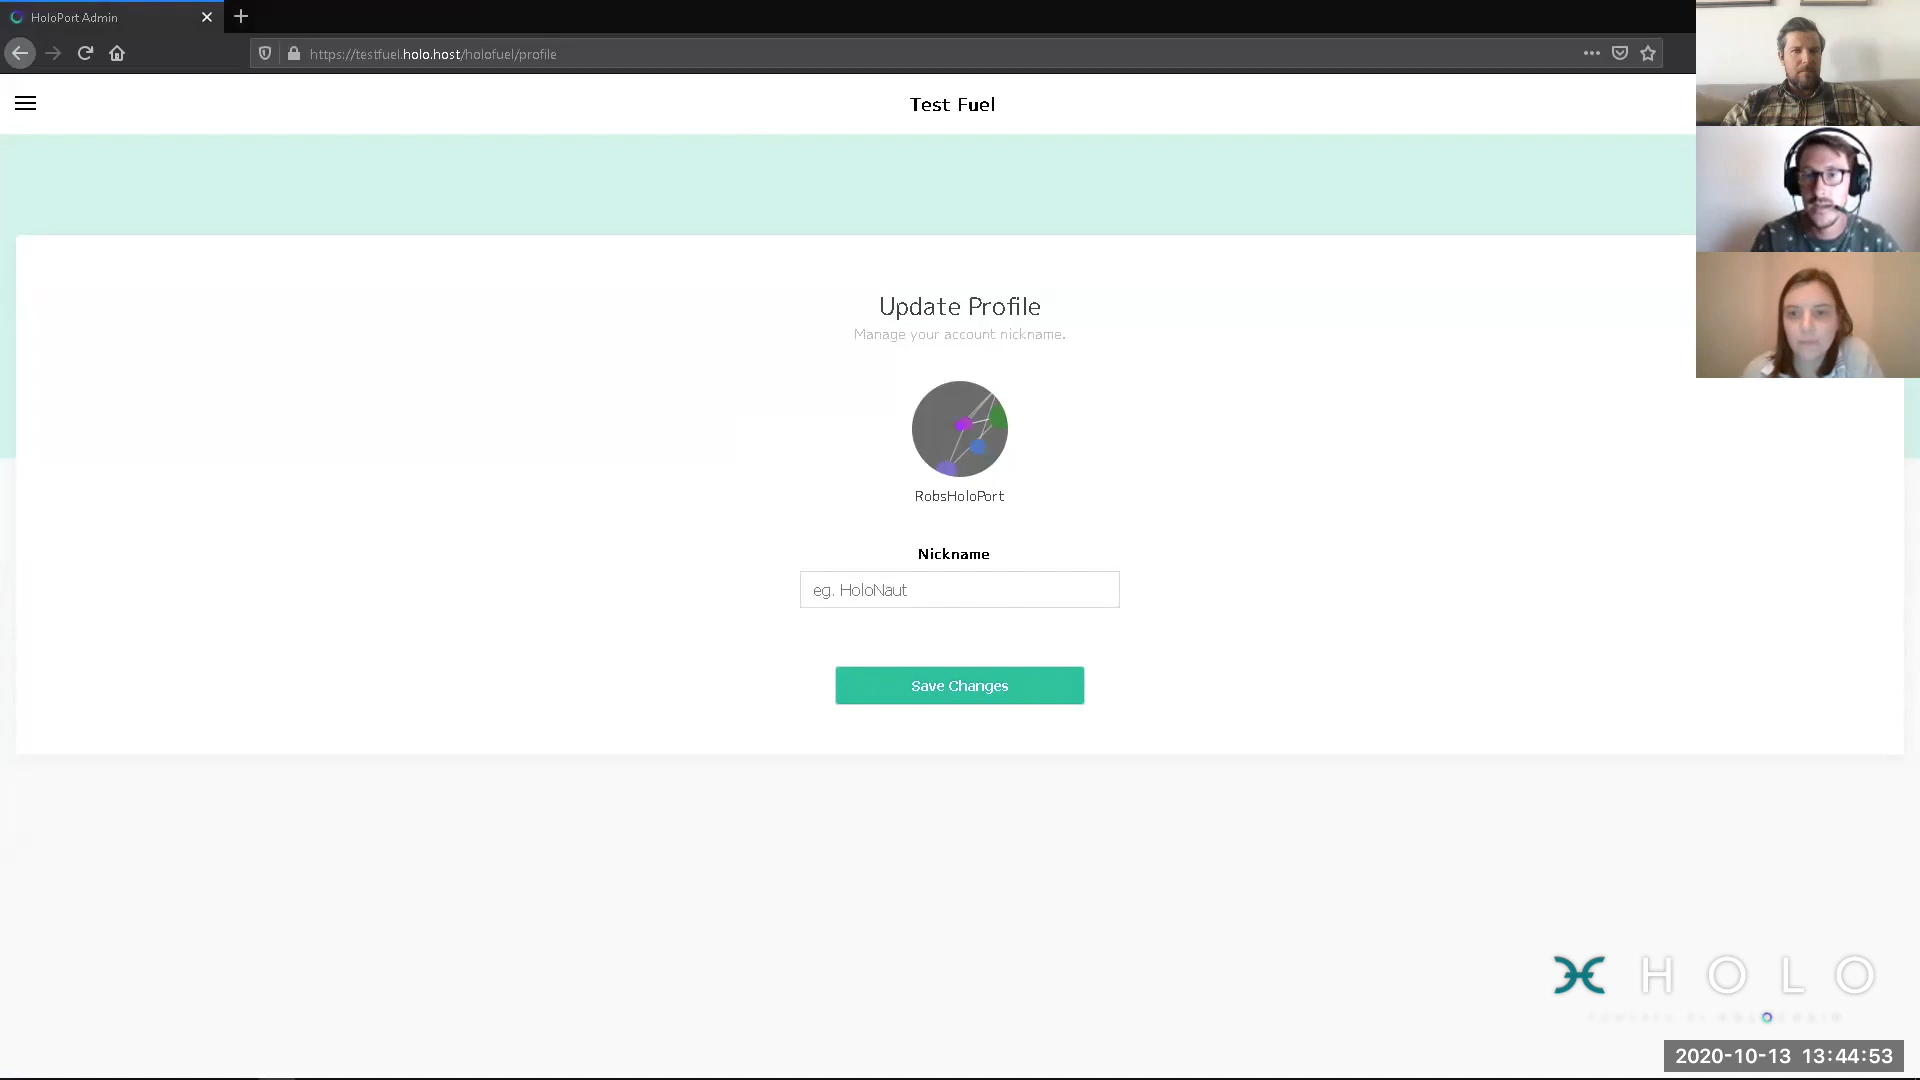 HoloPort Admin
https://testfuel.holo.host/holofuel/profile
Test Fuel
Update Profile
Manage your account nickname.
RobsHoloPort
Nickname
eg. HoloNaut
Save Changes
HOLO
2020-10-13 13:44:53